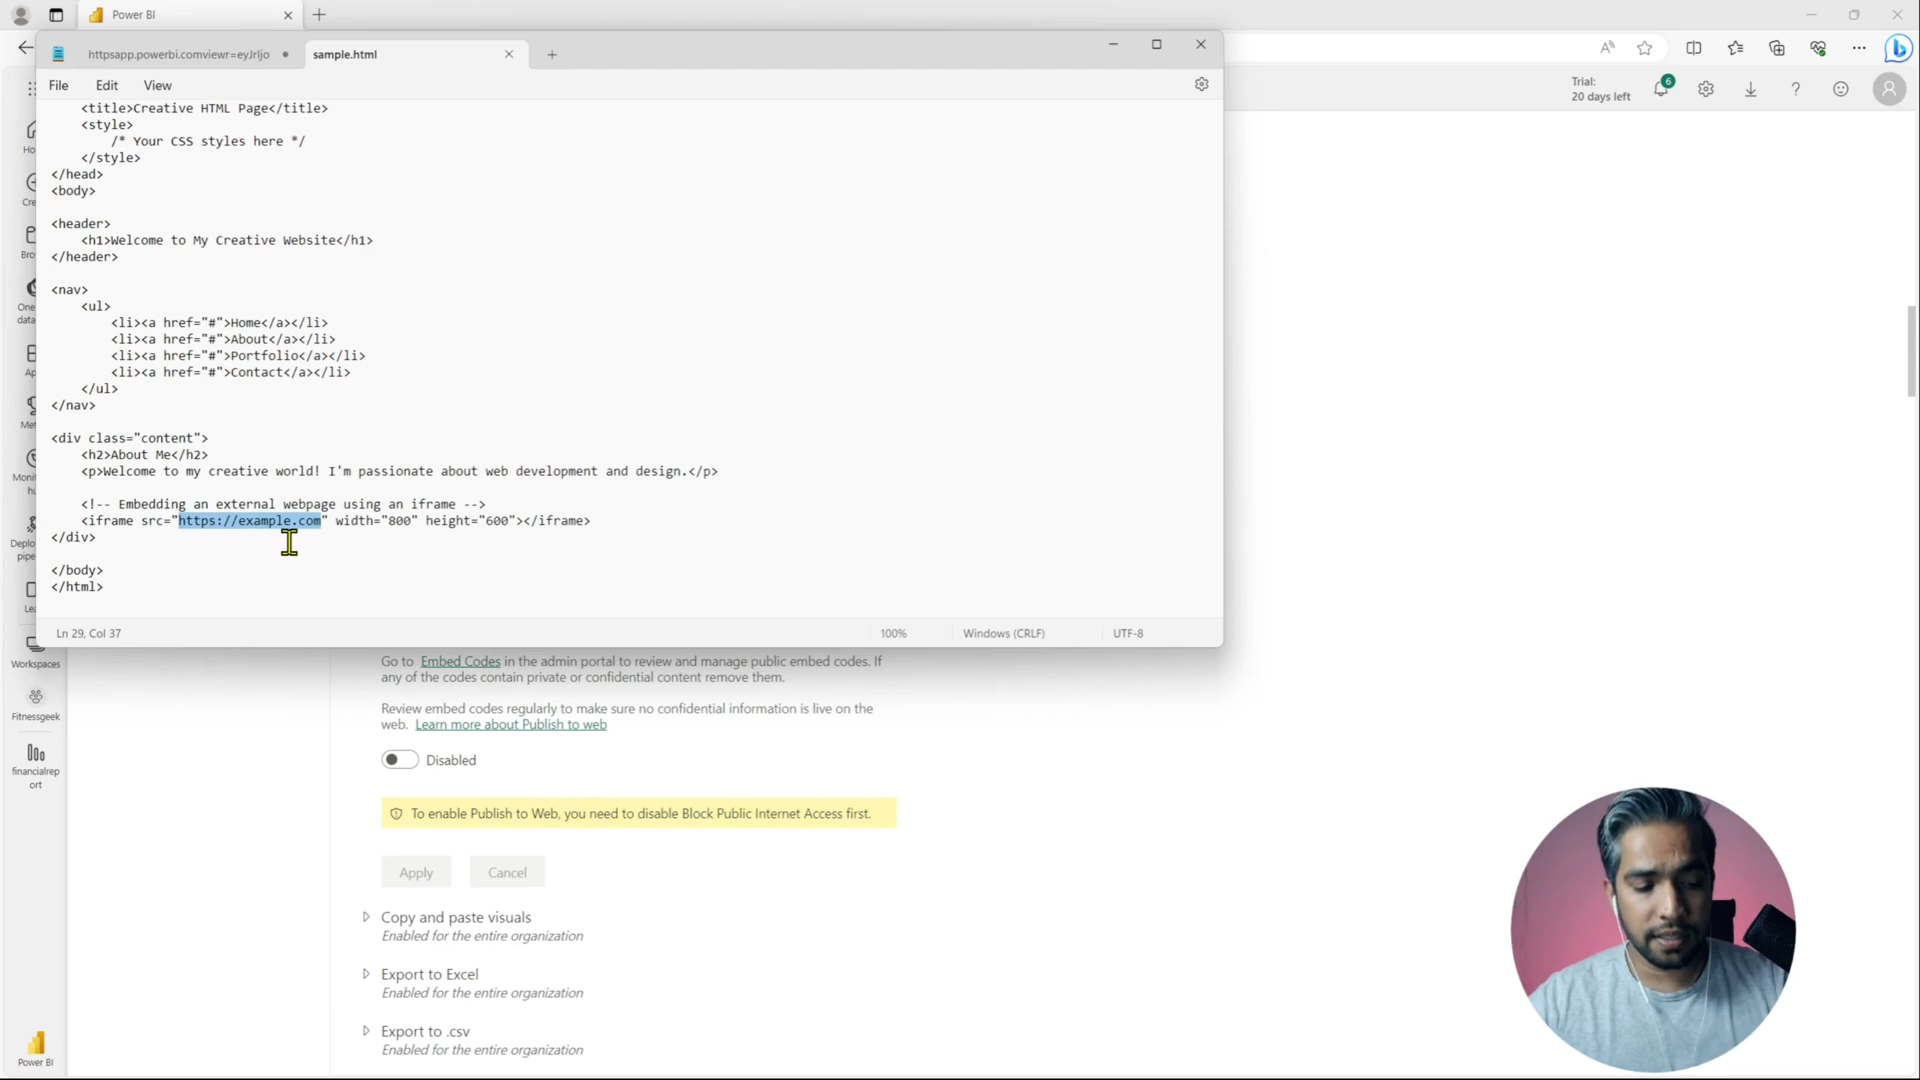 Power BI
httpsapp.powerbi.comviewr=eyJrIjo
sample.html
File Edit View
Trial:
20 days left
6
<title>Creative HTML Page</title>
<style>
/* Your CSS styles here */
</style>
</head>
<body>
<header>
<h1>Welcome to My Creative Website</h1>
</header>
<nav>
<ul>
<li><a href="#">Home</a></li>
<li><a href="#">About</a></li>
<li><a href="#">Portfolio</a></li>
<li><a href="#">Contact</a></li>
</ul>
</nav>
<div class="content">
<h2>About Me</h2>
<p>Welcome to my creative world! I'm passionate about web development and design.</p>
<!-- Embedding an external webpage using an iframe -->
<iframe src="https://example.com" width="800" height="600"></iframe>
</div>
</body>
</html>
Ln 29, Col 37 100% Windows (CRLF) UTF-8
Workspaces
Fitnessgeek
financialrep
ort
Power BI
Go to Embed Codes in the admin portal to review and manage public embed codes. If
any of the codes contain private or confidential content remove them.
Review embed codes regularly to make sure no confidential information is live on the
web. Learn more about Publish to web
Disabled
To enable Publish to Web, you need to disable Block Public Internet Access first.
Apply Cancel
Copy and paste visuals
Enabled for the entire organization
Export to Excel
Enabled for the entire organization
Export to .csv
Enabled for the entire organization